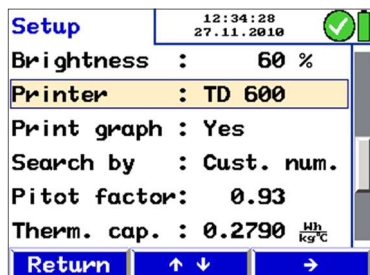 Setup
12:34:28
27.11.2010
Brightness : 60 %
Printer : TD 600
Print graph : Yes
Search by : Cust. num.
Pitot factor: 0.93
Therm. cap. : 0.2790 Wh/kg°C
Return ↑ ↓ →